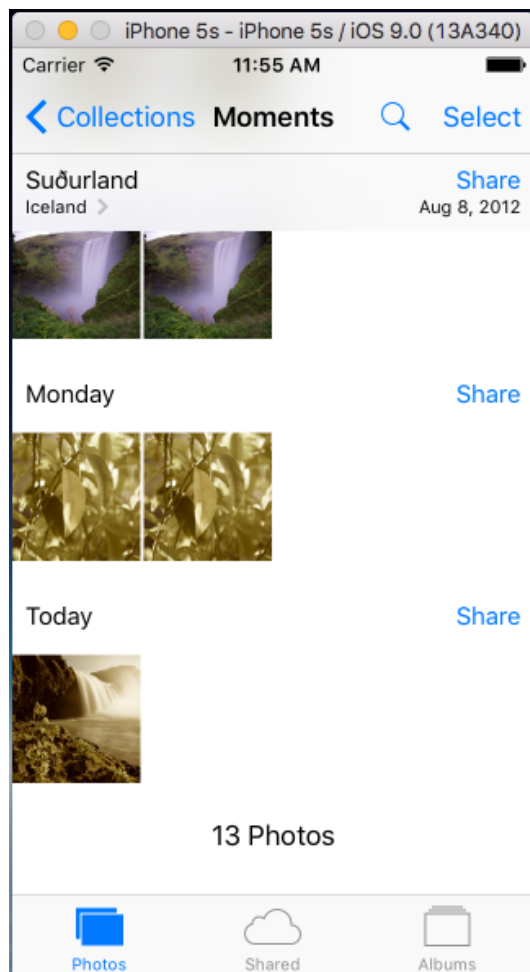 iPhone 5s - iPhone 5s / iOS 9.0 (13A340)
Carrier 11:55 AM
Collections Moments Select
Suðurland Share
Iceland Aug 8, 2012
Monday Share
Today Share
13 Photos
Photos Shared Albums